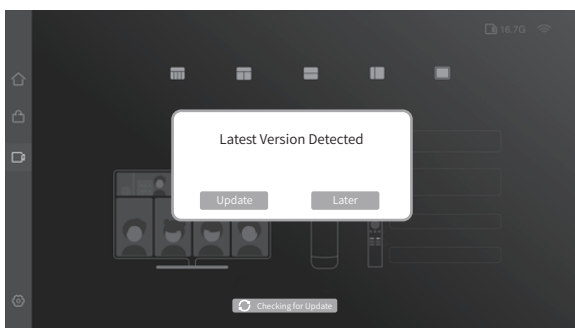 16.7G
Latest Version Detected
Update
Later
Checking for Update